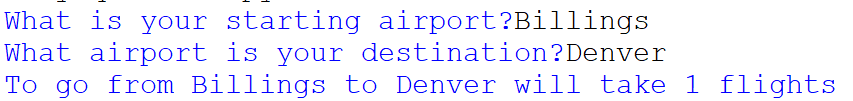 What is your starting airport?Billings
What airport is your destination?Denver
To go from Billings to Denver will take 1 flights